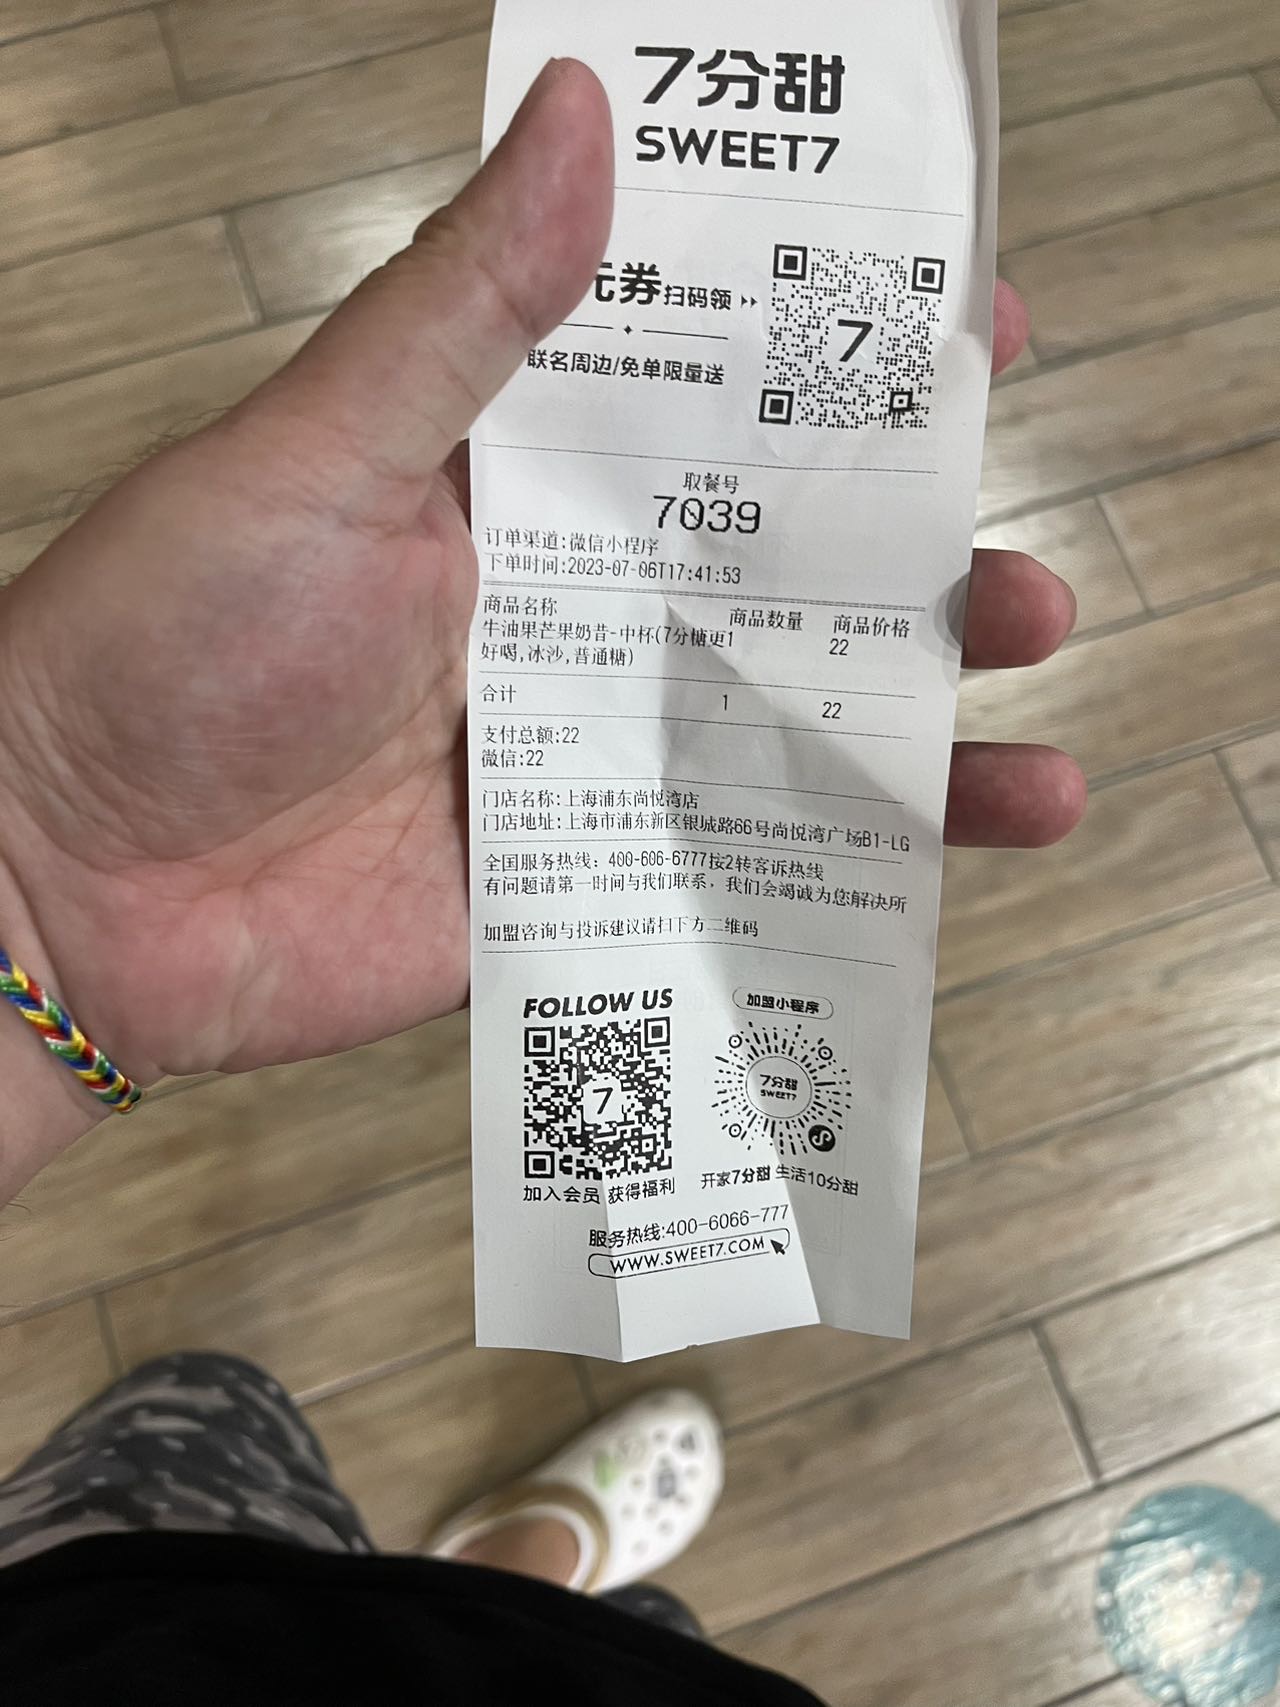 7分甜
SWEET7
元券扫码领
联名周边/免单限量送
7
取餐号
7039
订单渠道:微信小程序
下单时间:2023-07-06T17:41:53
商品名称 商品数量 商品价格
牛油果芒果奶昔-中杯(7分糖更1 22
好喝,冰沙,普通糖)
合计 1 22
支付总额:22
微信:22
门店名称:上海浦东尚悦湾店
门店地址:上海市浦东新区银城路66号尚悦湾广场B1-LG
全国服务热线：400-606-6777按2转客诉热线
有问题请第一时间与我们联系，我们会竭诚为您解决所
加盟咨询与投诉建议请扫下方二维码
FOLLOW US
7
加入会员 获得福利
加盟小程序
7分甜
SWEET7
开家7分甜 生活10分甜
服务热线:400-6066-777
WWW.SWEET7.COM